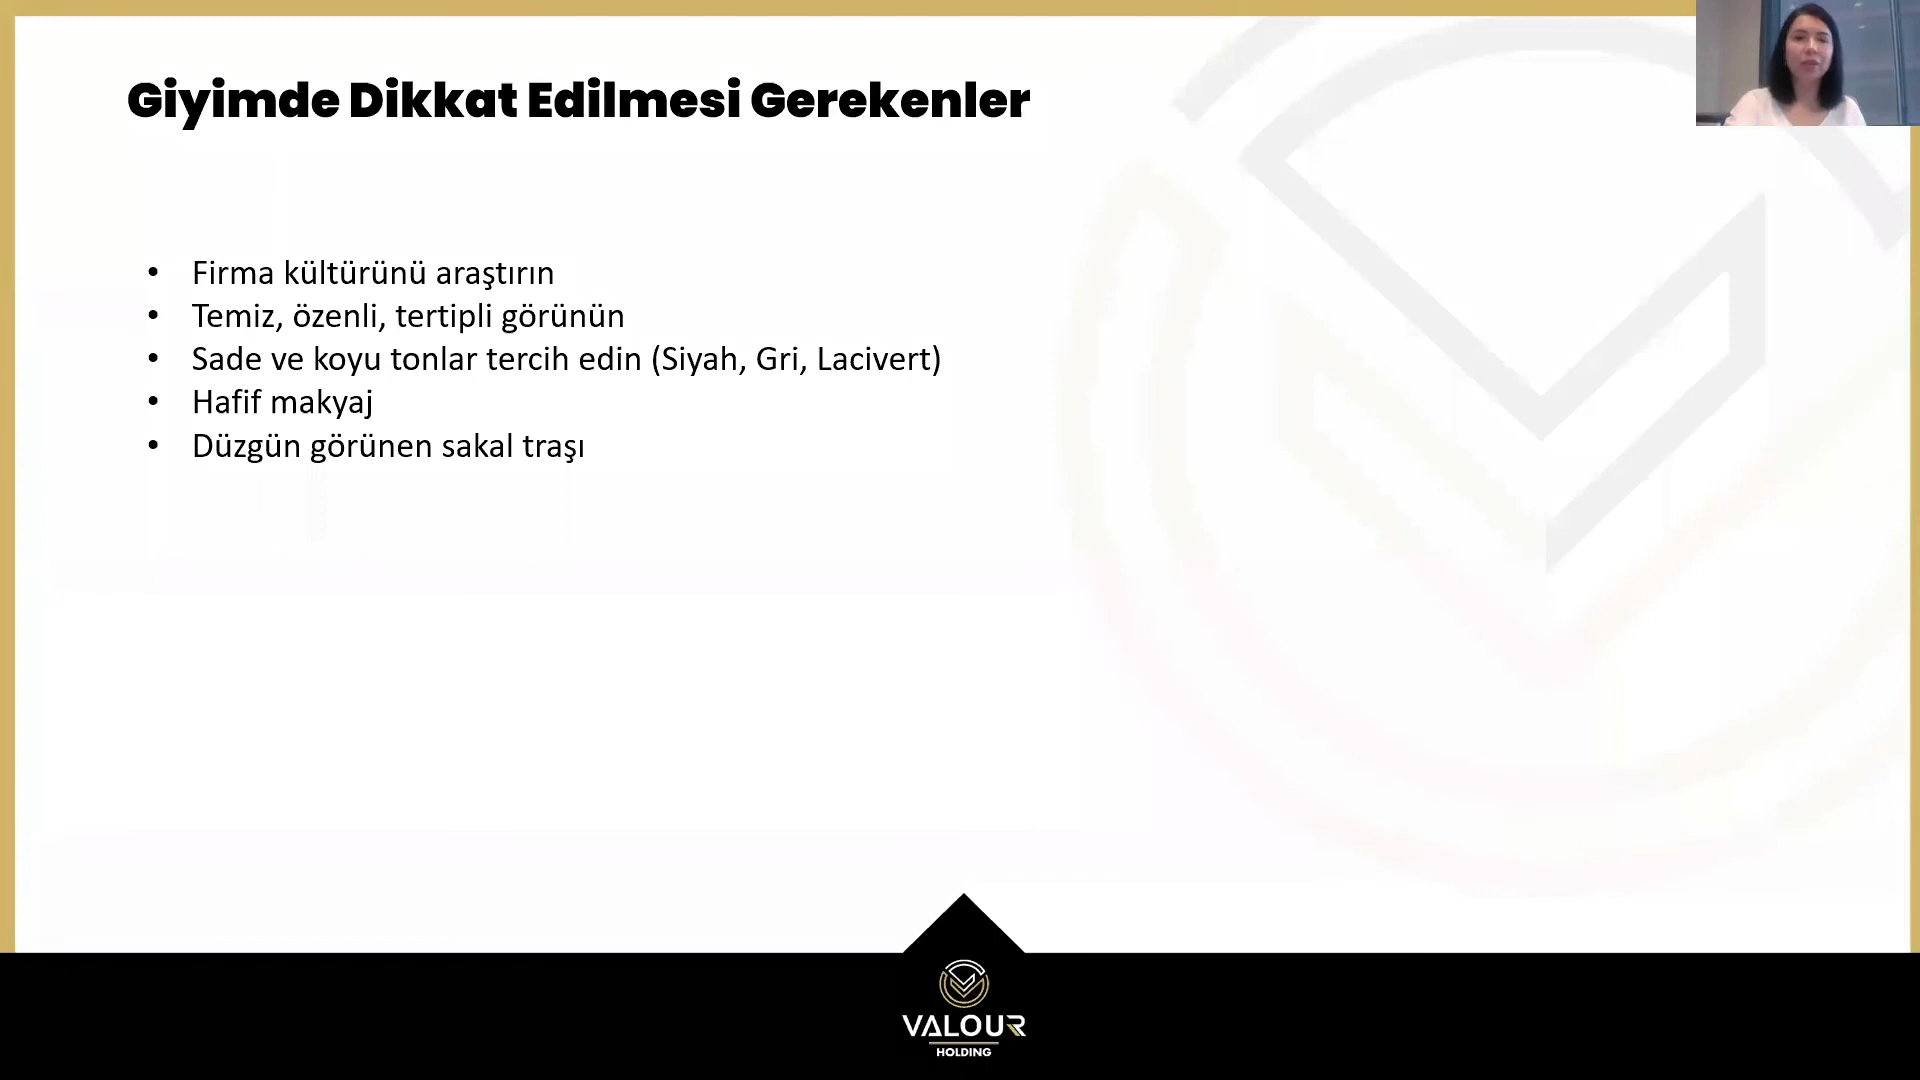 Giyimde Dikkat Edilmesi Gerekenler
• Firma kültürünü araştırın
• Temiz, özenli, tertipli görünün
• Sade ve koyu tonlar tercih edin (Siyah, Gri, Lacivert)
• Hafif makyaj
• Düzgün görünen sakal traşı
VALOUR
HOLDING